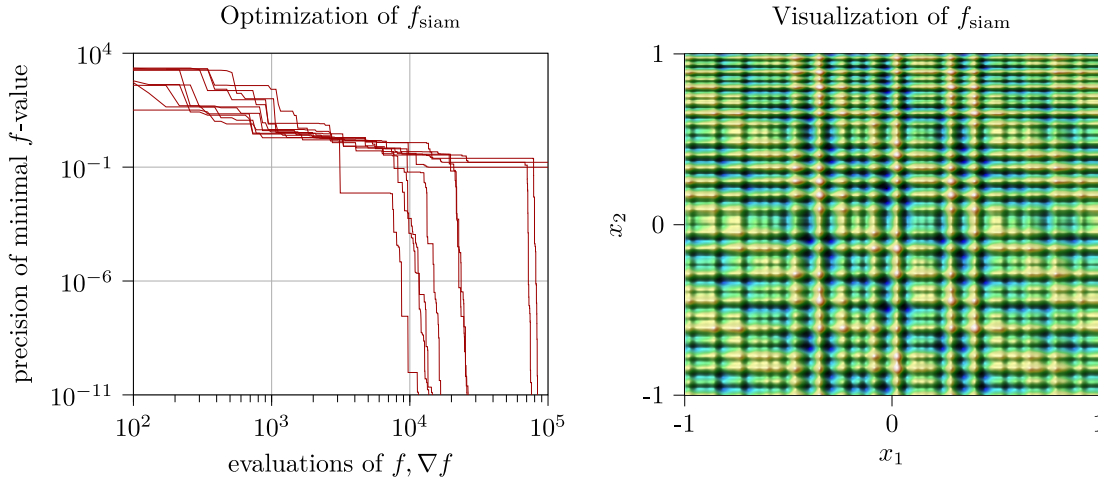 Optimization of f_siam
precision of minimal f-value
10^4
10^−1
10^−6
10^−11
10^2
10^3
10^4
10^5
evaluations of f, ∇f
Visualization of f_siam
x_2
1
0
-1
-1
0
1
x_1